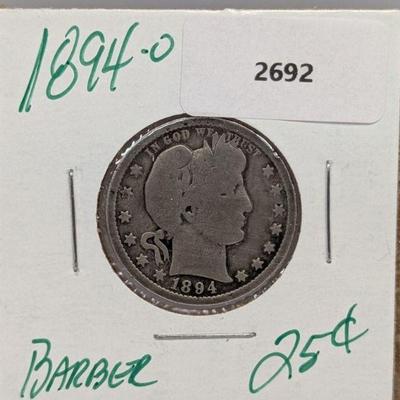 1894-O
2692
IN GOD WE TRUST
1894
BARBER
25¢